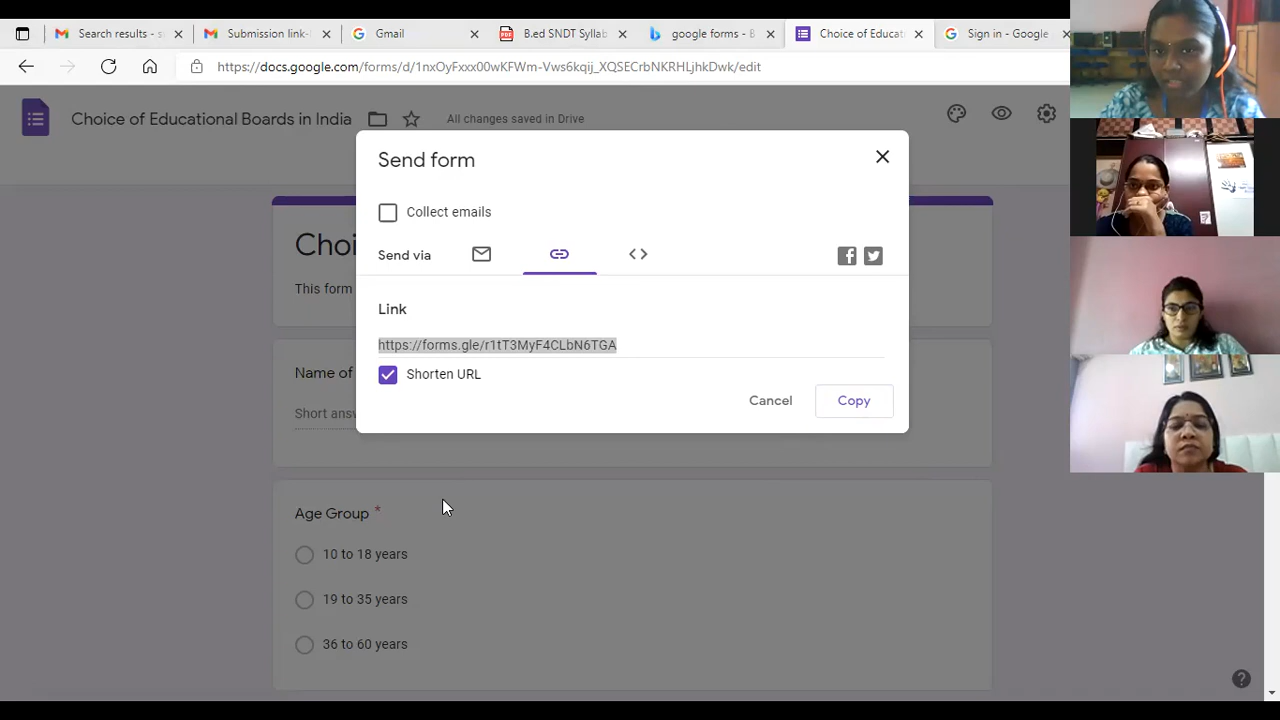 Search results - s
Submission link-
Gmail
B.ed SNDT Syllab
google forms - B
Choice of Educat
Sign in - Google
https://docs.google.com/forms/d/1nxOyFxxx00wKFWm-Vws6kqij_XQSECrbNKRHLjhkDwk/edit
Choice of Educational Boards in India
All changes saved in Drive
Send form
Collect emails
Choi
Send via
This form
Link
https://forms.gle/r1tT3MyF4CLbN6TGA
Name of
Shorten URL
Short answ
Cancel
Copy
Age Group *
10 to 18 years
19 to 35 years
36 to 60 years